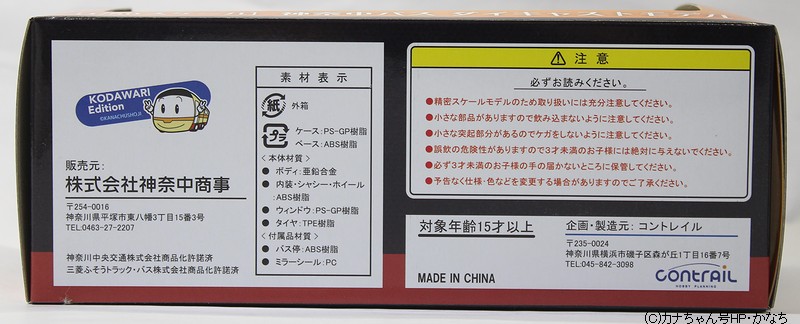 KODAWARI
Edition
©KANACHUSHOJI
販売元:
株式会社神奈中商事
〒254-0016
神奈川県平塚市東八幡3丁目15番3号
TEL.0463-27-2207
神奈川中央交通株式会社商品化許諾済
三菱ふそうトラック・バス株式会社商品化許諾済
素材表示
紙 外箱
プラ ケース:PS-GP樹脂
ベース:ABS樹脂
<本体材質>
●ボディ:亜鉛合金
●内装・シャシー・ホイール
:ABS樹脂
●ウィンドウ:PS-GP樹脂
●タイヤ:TPE樹脂
<付属品材質>
●バス停:ABS樹脂
●ミラーシール:PC
注意
必ずお読みください。
●精密スケールモデルのため取り扱いには充分注意してください。
●小さな部品がありますので飲み込まないように注意してください。
●小さな突起部分があるのでケガをしないように注意してください。
●誤飲の危険性がありますので3才未満のお子様には絶対に与えないでください。
●必ず3才未満のお子様の手の届かないところに保管してください。
●予告なく仕様・色などを変更する場合がありますのでご了承ください。
対象年齢15才以上
MADE IN CHINA
企画・製造元:コントレイル
〒235-0024
神奈川県横浜市磯子区森が丘1丁目16番7号
TEL.045-842-3098
CONTRAIL
HOBBY PLANNING
(C)カナちゃん号HP・かなち